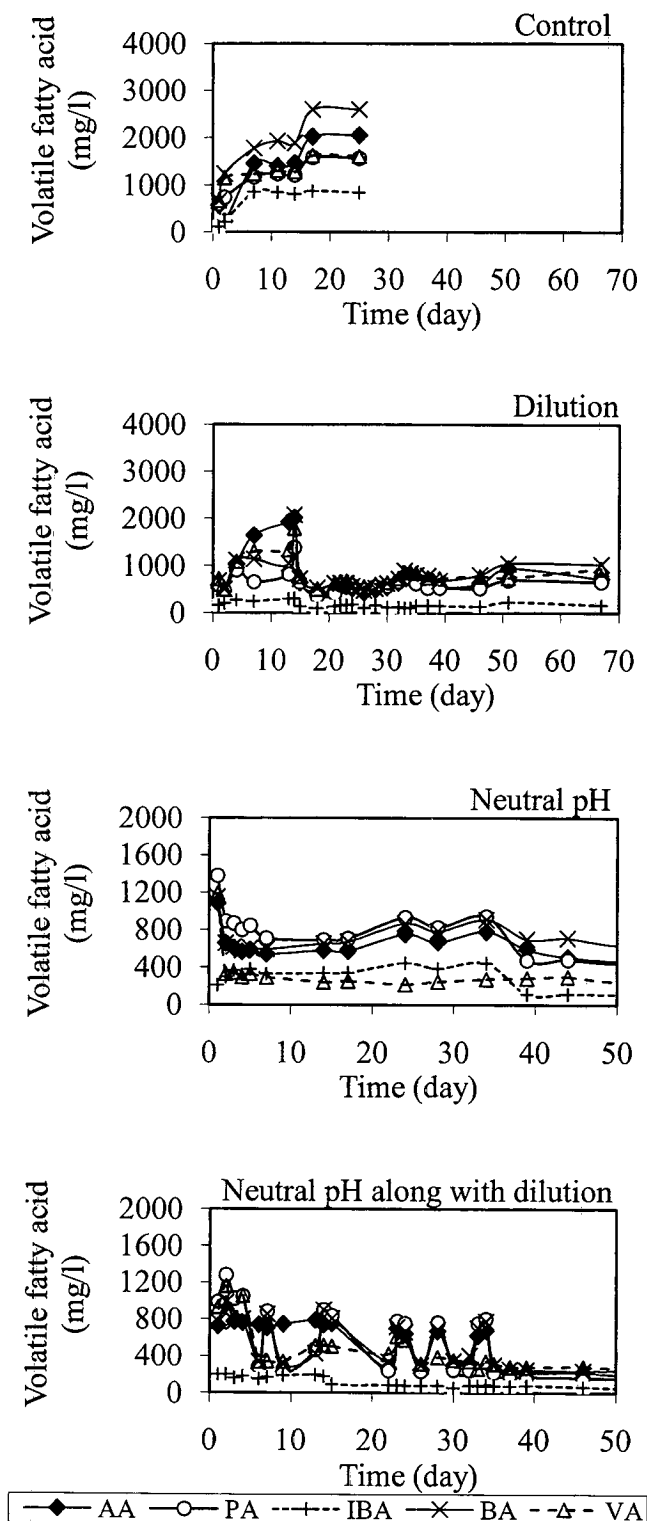 Control
Volatile fatty acid
(mg/l)
4000
3000
2000
1000
0
0 10 20 30 40 50 60 70
Time (day)
Dilution
Volatile fatty acid
(mg/l)
4000
3000
2000
1000
0
0 10 20 30 40 50 60 70
Time (day)
Neutral pH
Volatile fatty acid
(mg/l)
2000
1600
1200
800
400
0
0 10 20 30 40 50
Time (day)
Neutral pH along with dilution
Volatile fatty acid
(mg/l)
2000
1600
1200
800
400
0
0 10 20 30 40 50
Time (day)
AA PA IBA BA VA